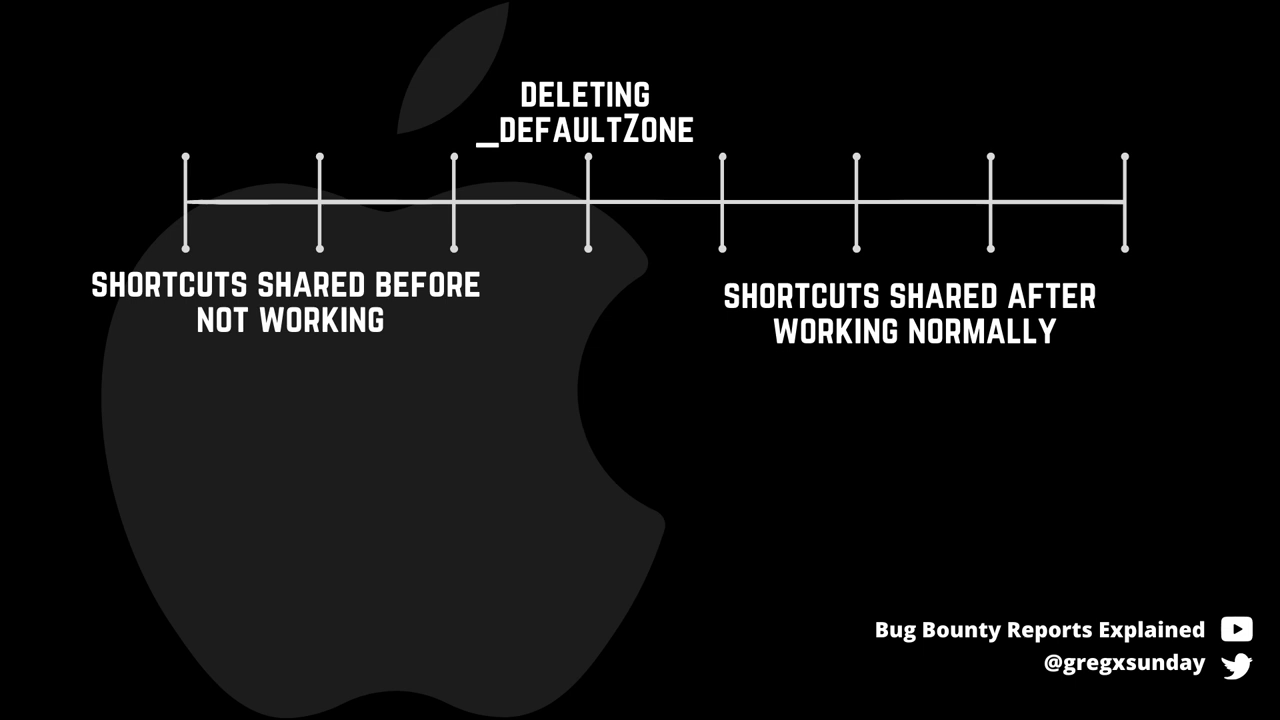 DELETING
_DEFAULTZONE
SHORTCUTS SHARED BEFORE
NOT WORKING
SHORTCUTS SHARED AFTER
WORKING NORMALLY
Bug Bounty Reports Explained
@gregxsunday